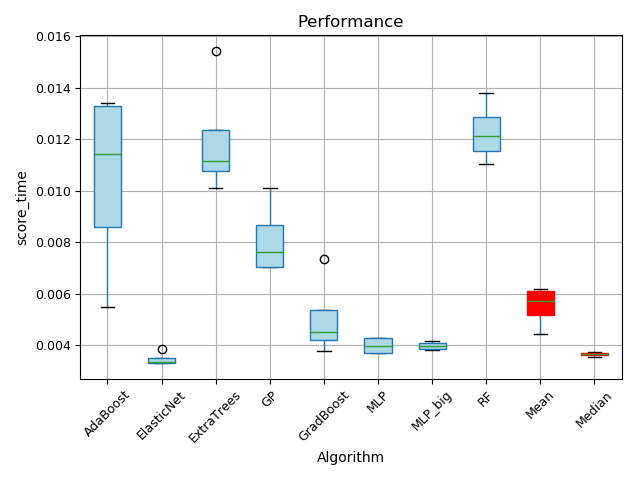 Performance
0.016
0.014
0.012
0.010
0.008
0.006
0.004
score_time
AdaBoost
ElasticNet
ExtraTrees
GP
GradBoost
MLP
MLP_big
RF
Mean
Median
Algorithm